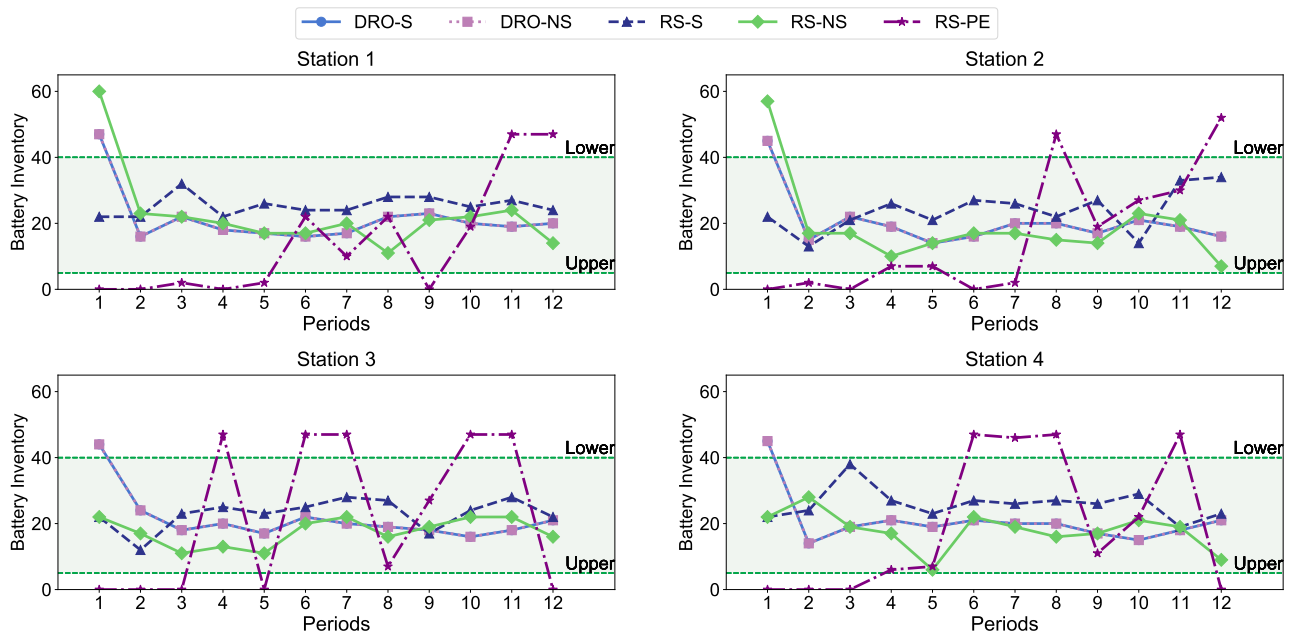 DRO-S DRO-NS RS-S RS-NS RS-PE
Station 1
Battery Inventory
60
40
20
0
Lower
Upper
1 2 3 4 5 6 7 8 9 10 11 12
Periods
Station 2
Battery Inventory
60
40
20
0
Lower
Upper
1 2 3 4 5 6 7 8 9 10 11 12
Periods
Station 3
Battery Inventory
60
40
20
0
Lower
Upper
1 2 3 4 5 6 7 8 9 10 11 12
Periods
Station 4
Battery Inventory
60
40
20
0
Lower
Upper
1 2 3 4 5 6 7 8 9 10 11 12
Periods